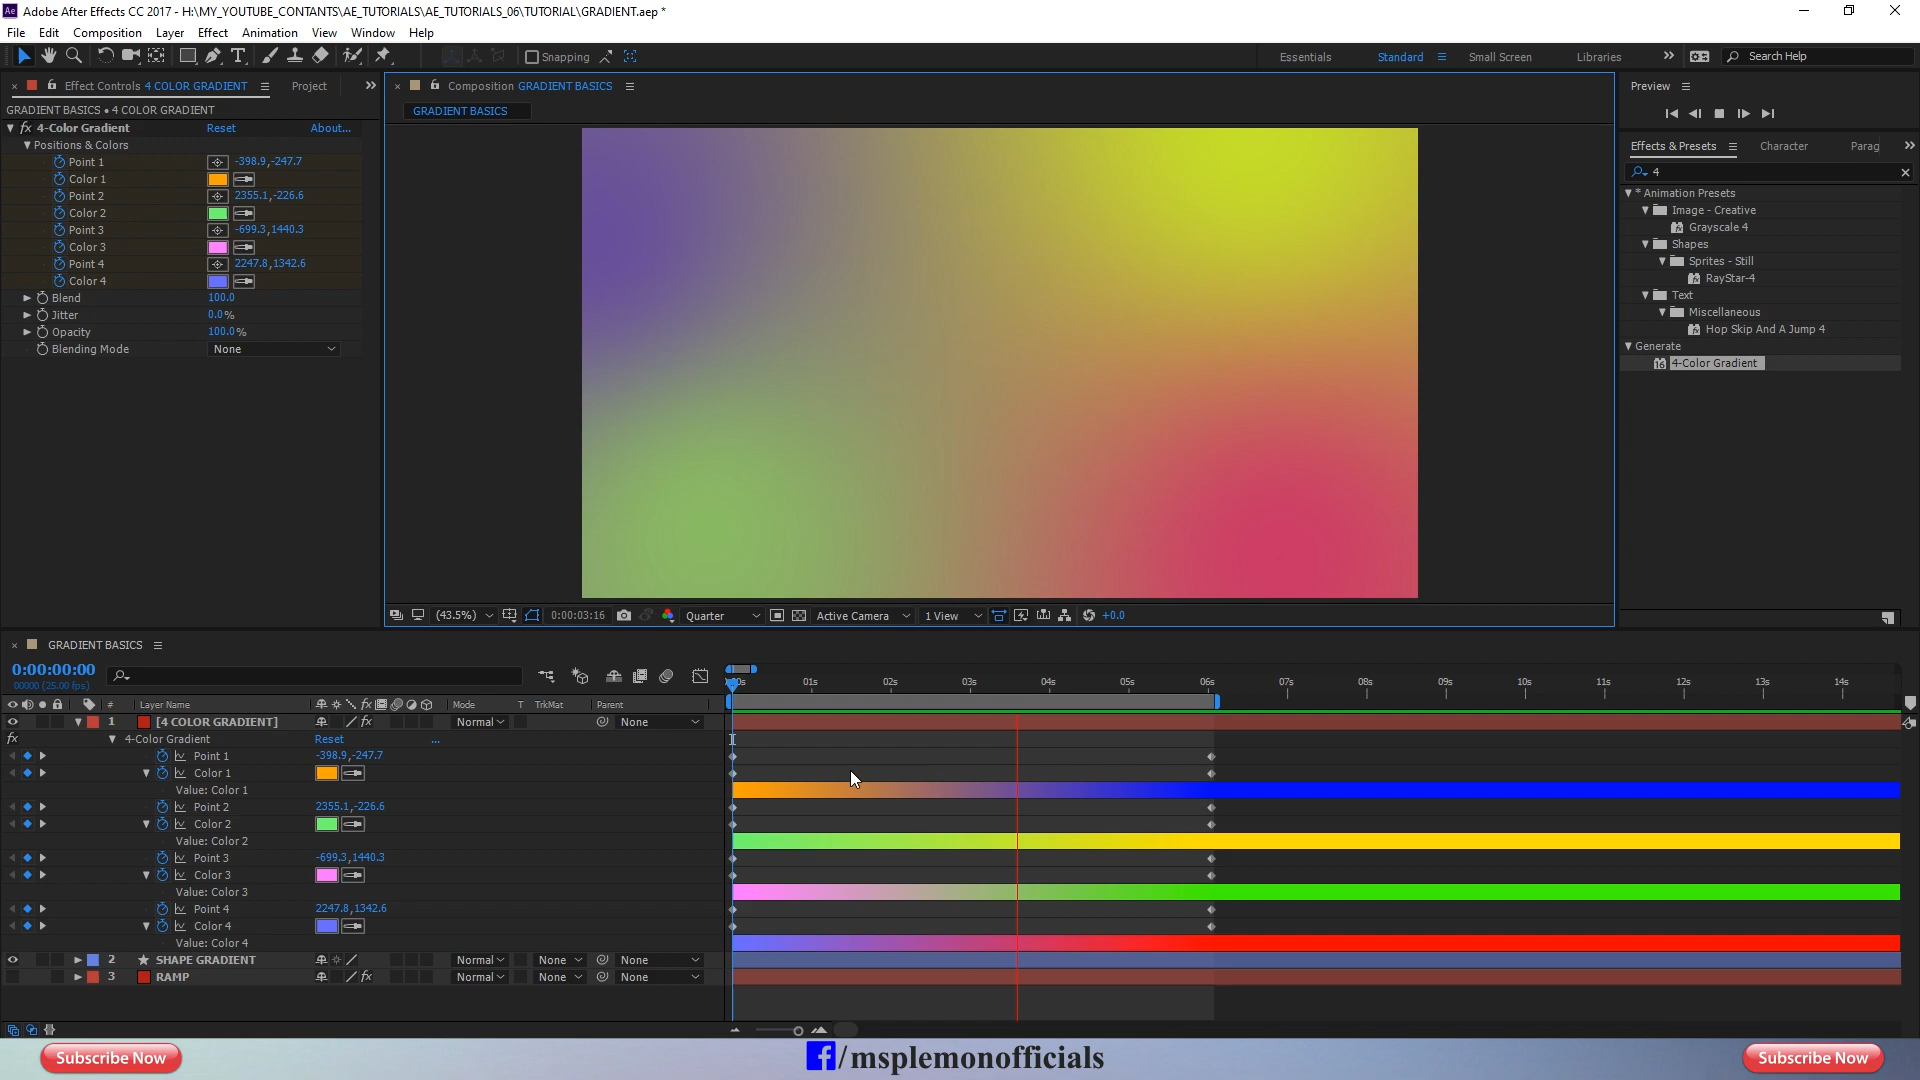 Ae Adobe After Effects CC 2017 - H:\MY_YOUTUBE_CONTANTS\AE_TUTORIALS\AE_TUTORIALS_06\TUTORIAL\GRADIENT.aep *
File Edit Composition Layer Effect Animation View Window Help
Snapping Essentials Standard Small Screen Libraries Search Help
Effect Controls 4 COLOR GRADIENT Project
GRADIENT BASICS • 4 COLOR GRADIENT
fx 4-Color Gradient Reset About...
Positions & Colors
Point 1 -398.9,-247.7
Color 1
Point 2 2355.1,-226.6
Color 2
Point 3 -699.3,1440.3
Color 3
Point 4 2247.8,1342.6
Color 4
Blend 100.0
Jitter 0.0%
Opacity 100.0%
Blending Mode None
Composition GRADIENT BASICS
GRADIENT BASICS
(43.5%) 0:00:03:16 Quarter Active Camera 1 View +0.0
Preview
Effects & Presets Character Parag
4
* Animation Presets
Image - Creative
Grayscale 4
Shapes
Sprites - Still
RayStar-4
Text
Miscellaneous
Hop Skip And A Jump 4
Generate
4-Color Gradient
GRADIENT BASICS
0:00:00:00
00000 (25.00 fps)
01s 02s 03s 04s 05s 06s 07s 08s 09s 10s 11s 12s 13s 14s
# Layer Name fx Mode T TrkMat Parent
1 [4 COLOR GRADIENT] fx Normal None
fx 4-Color Gradient Reset ...
Point 1 -398.9,-247.7
Color 1
Value: Color 1
Point 2 2355.1,-226.6
Color 2
Value: Color 2
Point 3 -699.3,1440.3
Color 3
Value: Color 3
Point 4 2247.8,1342.6
Color 4
Value: Color 4
2 SHAPE GRADIENT Normal None None
3 RAMP fx Normal None None
Subscribe Now f/msplemonofficials Subscribe Now